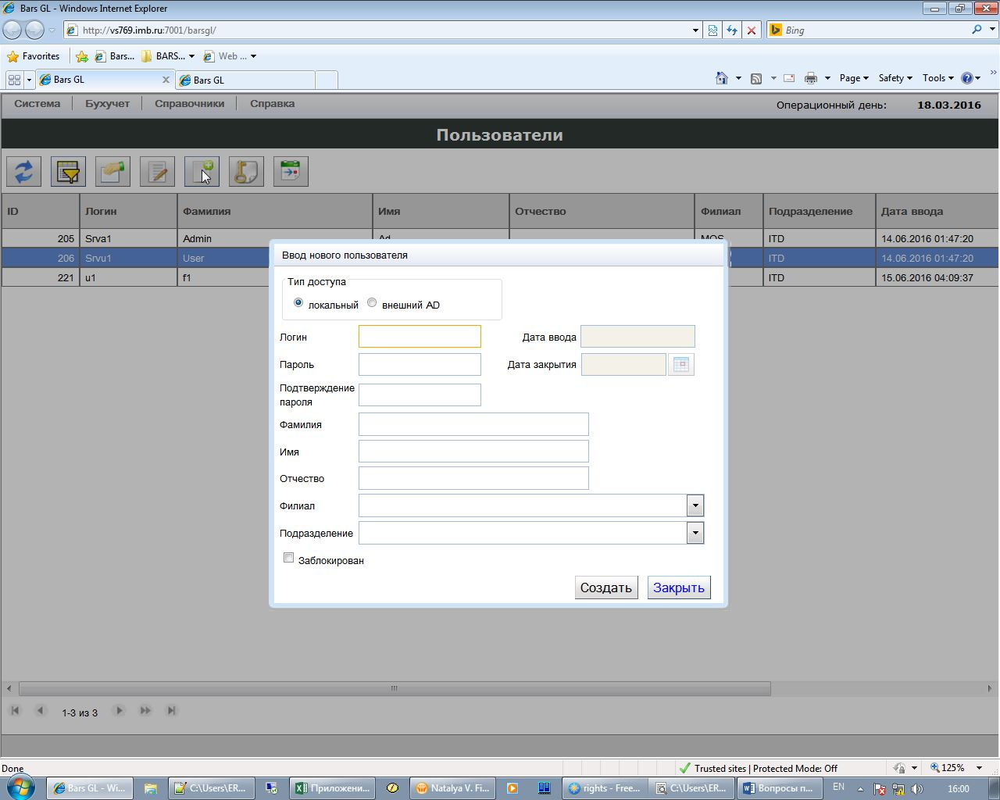 Bars GL - Windows Internet Explorer
http://vs769.imb.ru:7001/barsgl/
Bing
Favorites Bars... BARS... Web ...
Bars GL Bars GL Page Safety Tools
Система Бухучет Справочники Справка Операционный день: 18.03.2016
Пользователи
ID Логин Фамилия Имя Отчество Филиал Подразделение Дата ввода
205 Srva1 Admin Ad MOS ITD 14.06.2016 01:47:20
206 Srvu1 User ITD 14.06.2016 01:47:20
221 u1 f1 ITD 15.06.2016 04:09:37
Ввод нового пользователя
Тип доступа
локальный внешний AD
Логин Дата ввода
Пароль Дата закрытия
Подтверждение
пароля
Фамилия
Имя
Отчество
Филиал
Подразделение
Заблокирован
Создать Закрыть
1-3 из 3
Done Trusted sites | Protected Mode: Off 125%
Bars GL - Wi... C:\Users\ER... Приложени... Natalya V. Fi... rights - Free... C:\Users\ER... Вопросы п... EN 16:00